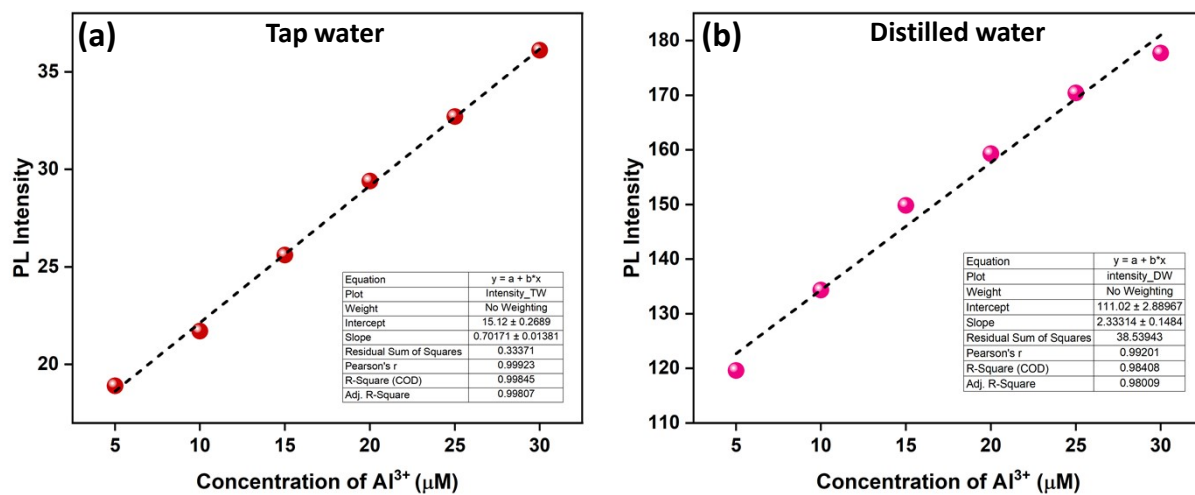 (a) Tap water
PL Intensity
35
30
25
20
5 10 15 20 25 30
Concentration of Al³⁺ (μM)
Equation y = a + b*x
Plot Intensity_TW
Weight No Weighting
Intercept 15.12 ± 0.2689
Slope 0.70171 ± 0.01381
Residual Sum of Squares 0.33371
Pearson's r 0.99923
R-Square (COD) 0.99845
Adj. R-Square 0.99807
(b) Distilled water
PL Intensity
180
170
160
150
140
130
120
110
5 10 15 20 25 30
Concentration of Al³⁺ (μM)
Equation y = a + b*x
Plot intensity_DW
Weight No Weighting
Intercept 111.02 ± 2.88967
Slope 2.33314 ± 0.1484
Residual Sum of Squares 38.53943
Pearson's r 0.99201
R-Square (COD) 0.98408
Adj. R-Square 0.98009